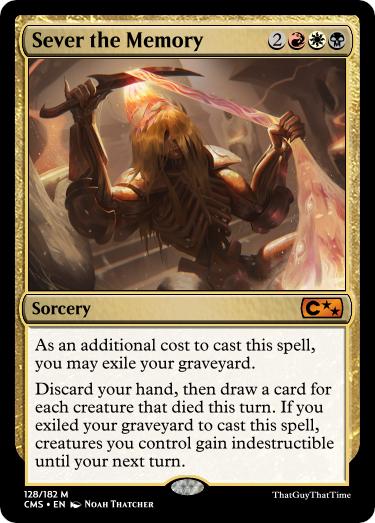 Sever the Memory 2
Sorcery C
As an additional cost to cast this spell,
you may exile your graveyard.
Discard your hand, then draw a card for
each creature that died this turn. If you
exiled your graveyard to cast this spell,
creatures you control gain indestructible
until your next turn.
128/182 M
CMS • EN Noah Thatcher ThatGuyThatTime